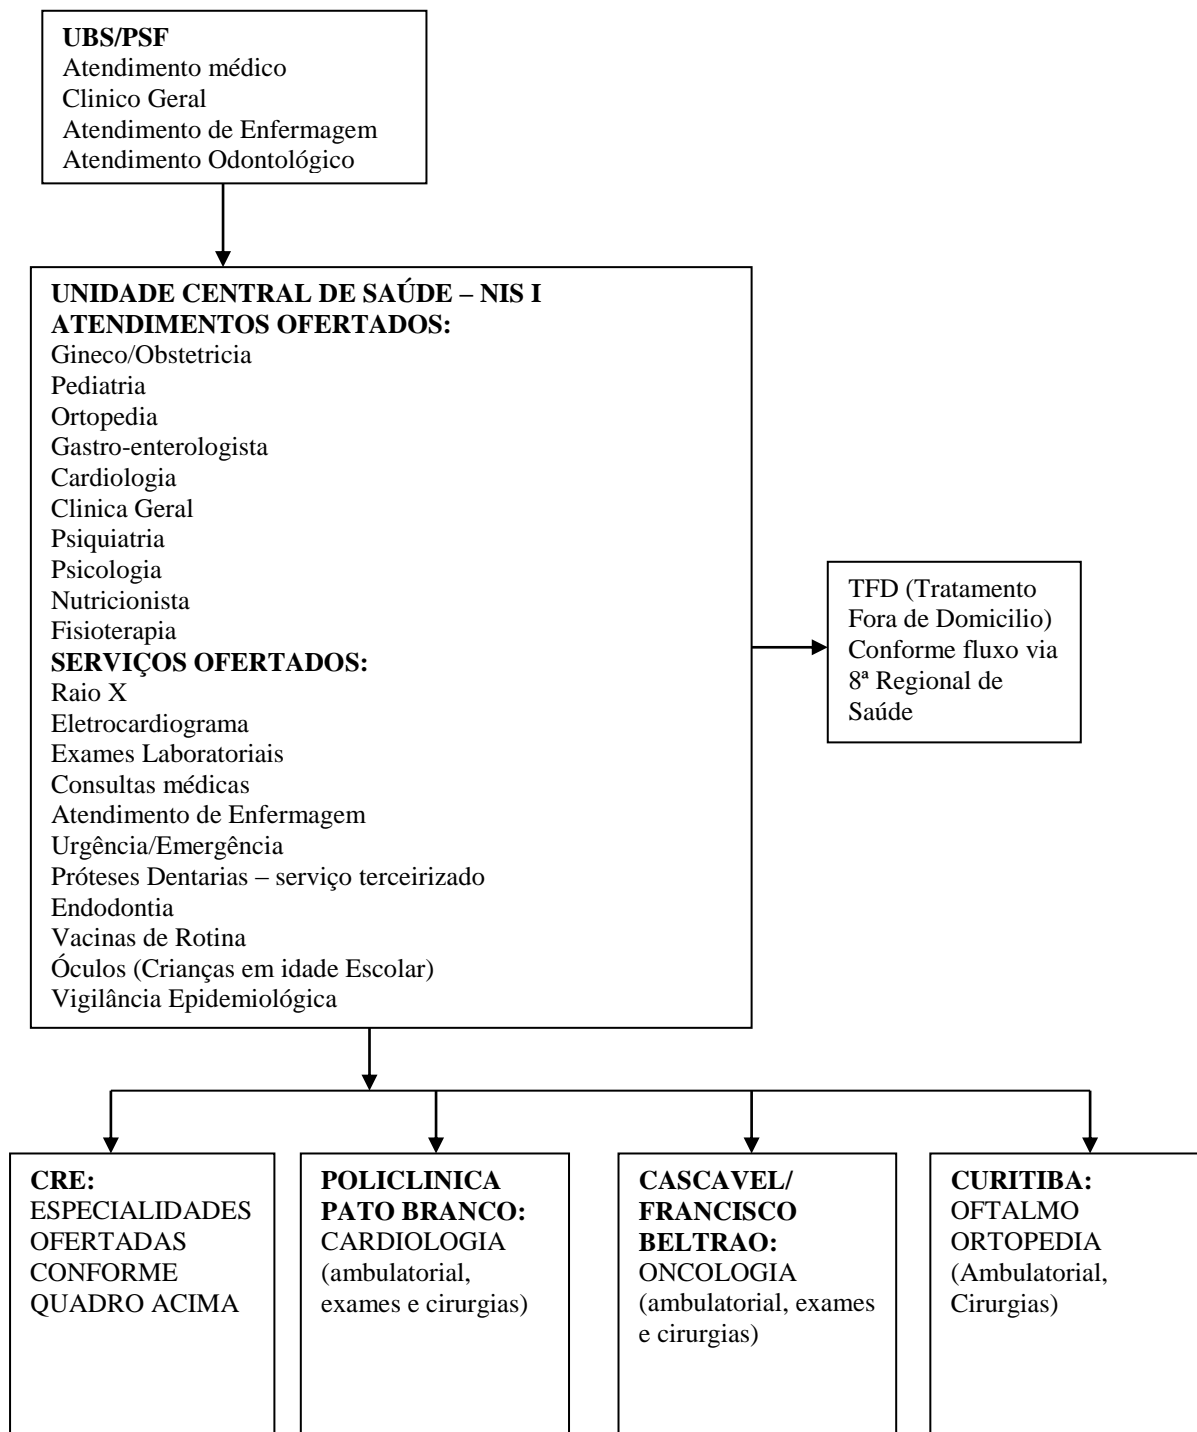 UBS/PSF
Atendimento médico
Clinico Geral
Atendimento de Enfermagem
Atendimento Odontológico
UNIDADE CENTRAL DE SAÚDE – NIS I
ATENDIMENTOS OFERTADOS:
Gineco/Obstetricia
Pediatria
Ortopedia
Gastro-enterologista
Cardiologia
Clinica Geral
Psiquiatria
Psicologia
Nutricionista
Fisioterapia
SERVIÇOS OFERTADOS:
Raio X
Eletrocardiograma
Exames Laboratoriais
Consultas médicas
Atendimento de Enfermagem
Urgência/Emergência
Próteses Dentarias – serviço terceirizado
Endodontia
Vacinas de Rotina
Óculos (Crianças em idade Escolar)
Vigilância Epidemiológica
TFD (Tratamento
Fora de Domicilio)
Conforme fluxo via
8ª Regional de
Saúde
CRE:
ESPECIALIDADES
OFERTADAS
CONFORME
QUADRO ACIMA
POLICLINICA
PATO BRANCO:
CARDIOLOGIA
(ambulatorial,
exames e cirurgias)
CASCAVEL/
FRANCISCO
BELTRAO:
ONCOLOGIA
(ambulatorial, exames
e cirurgias)
CURITIBA:
OFTALMO
ORTOPEDIA
(Ambulatorial,
Cirurgias)